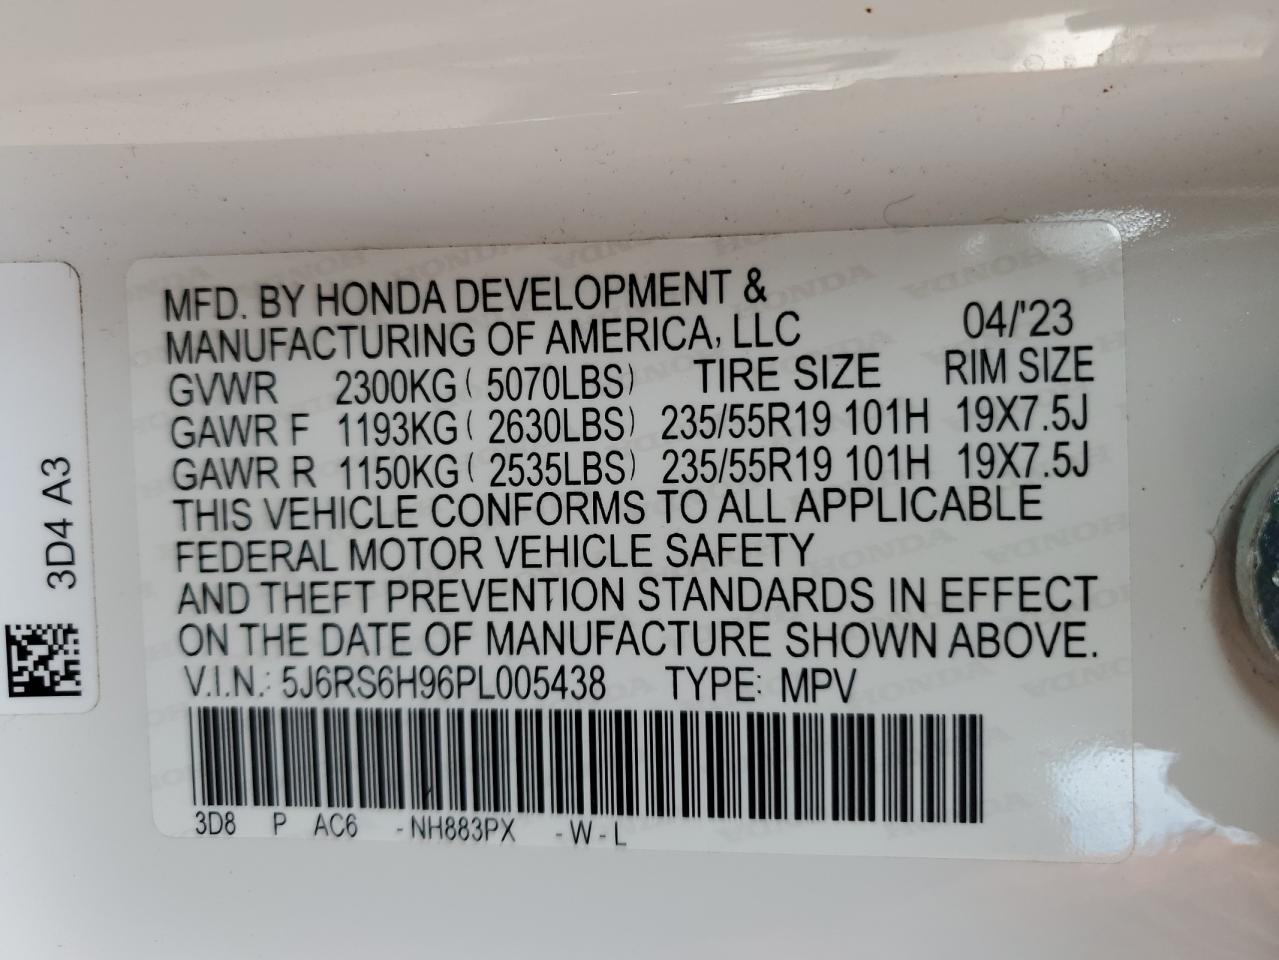 MFD. BY HONDA DEVELOPMENT &
MANUFACTURING OF AMERICA, LLC 04/'23
GVWR 2300KG ( 5070LBS) TIRE SIZE RIM SIZE
GAWR F 1193KG ( 2630LBS) 235/55R19 101H 19X7.5J
GAWR R 1150KG ( 2535LBS) 235/55R19 101H 19X7.5J
THIS VEHICLE CONFORMS TO ALL APPLICABLE
FEDERAL MOTOR VEHICLE SAFETY
AND THEFT PREVENTION STANDARDS IN EFFECT
ON THE DATE OF MANUFACTURE SHOWN ABOVE.
V.I.N.: 5J6RS6H96PL005438 TYPE: MPV
3D8 P AC6 -NH883PX -W-L
3D4 A3